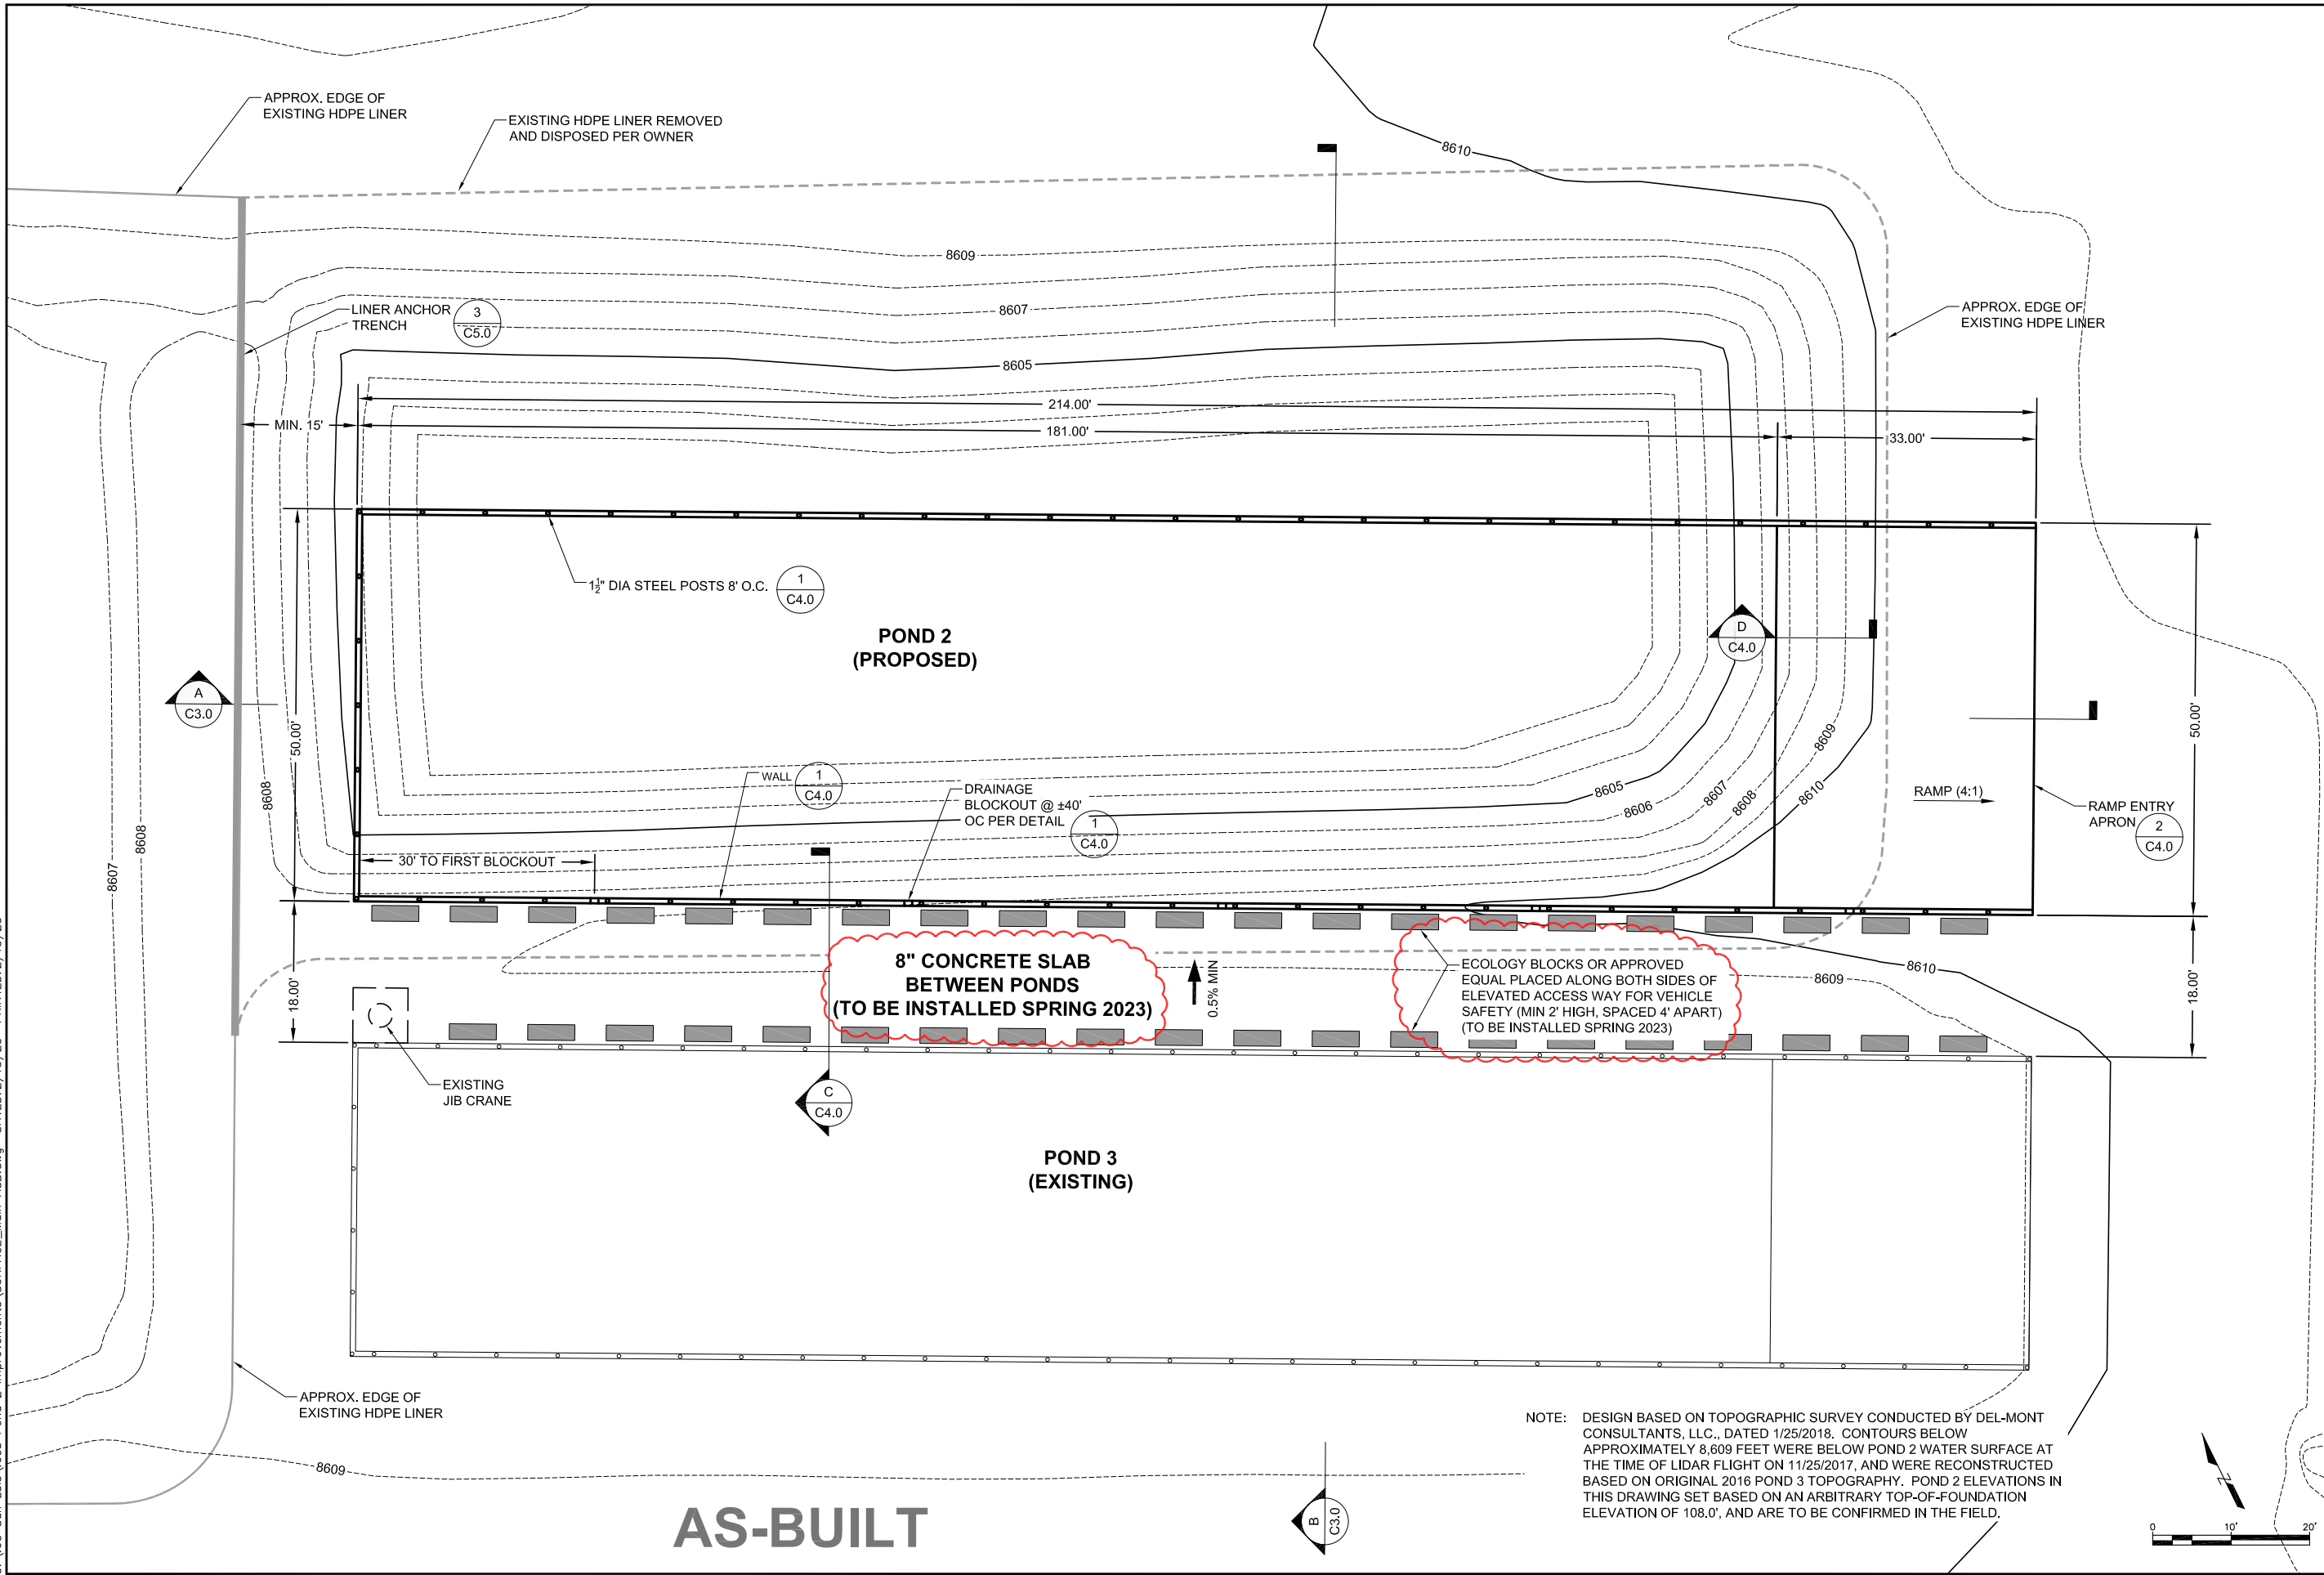 APPROX. EDGE OF
EXISTING HDPE LINER
EXISTING HDPE LINER REMOVED
AND DISPOSED PER OWNER
8610
8609
LINER ANCHOR
TRENCH
3
C5.0
8607
APPROX. EDGE OF
EXISTING HDPE LINER
8605
214.00'
MIN. 15'
181.00'
33.00'
1½" DIA STEEL POSTS 8' O.C.
1
C4.0
POND 2
(PROPOSED)
D
C4.0
A
C3.0
50.00'
50.00'
8609
WALL
1
C4.0
DRAINAGE
BLOCKOUT @ ±40'
OC PER DETAIL
1
C4.0
8605
8606
8607
8608
8610
RAMP (4:1)
RAMP ENTRY
APRON
2
C4.0
8608
8608
8607
30' TO FIRST BLOCKOUT
18.00'
8" CONCRETE SLAB
BETWEEN PONDS
(TO BE INSTALLED SPRING 2023)
0.5% MIN
ECOLOGY BLOCKS OR APPROVED
EQUAL PLACED ALONG BOTH SIDES OF
ELEVATED ACCESS WAY FOR VEHICLE
SAFETY (MIN 2' HIGH, SPACED 4' APART)
(TO BE INSTALLED SPRING 2023)
8610
8609
18.00'
EXISTING
JIB CRANE
C
C4.0
POND 3
(EXISTING)
APPROX. EDGE OF
EXISTING HDPE LINER
8609
NOTE: DESIGN BASED ON TOPOGRAPHIC SURVEY CONDUCTED BY DEL-MONT
CONSULTANTS, LLC., DATED 1/25/2018. CONTOURS BELOW
APPROXIMATELY 8,609 FEET WERE BELOW POND 2 WATER SURFACE AT
THE TIME OF LIDAR FLIGHT ON 11/25/2017, AND WERE RECONSTRUCTED
BASED ON ORIGINAL 2016 POND 3 TOPOGRAPHY. POND 2 ELEVATIONS IN
THIS DRAWING SET BASED ON AN ARBITRARY TOP-OF-FOUNDATION
ELEVATION OF 108.0', AND ARE TO BE CONFIRMED IN THE FIELD.
AS-BUILT
B
C3.0
N
0 10' 20'